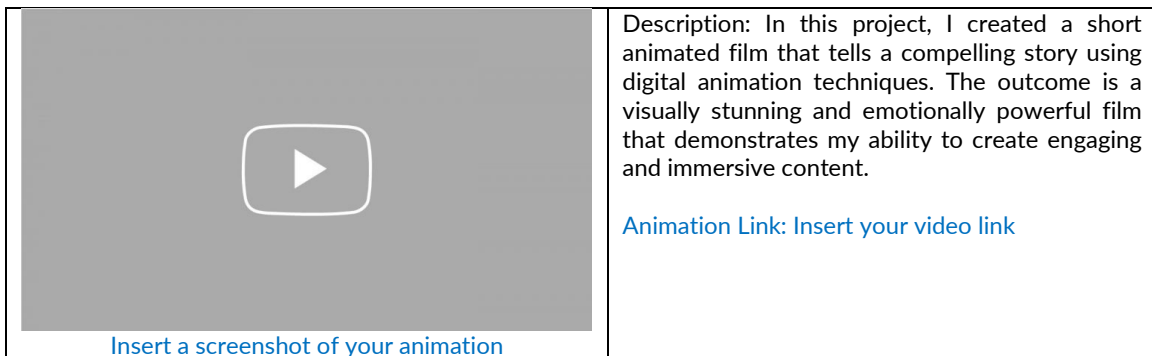 Insert a screenshot of your animation
Description: In this project, I created a short
animated film that tells a compelling story using
digital animation techniques. The outcome is a
visually stunning and emotionally powerful film
that demonstrates my ability to create engaging
and immersive content.
Animation Link: Insert your video link